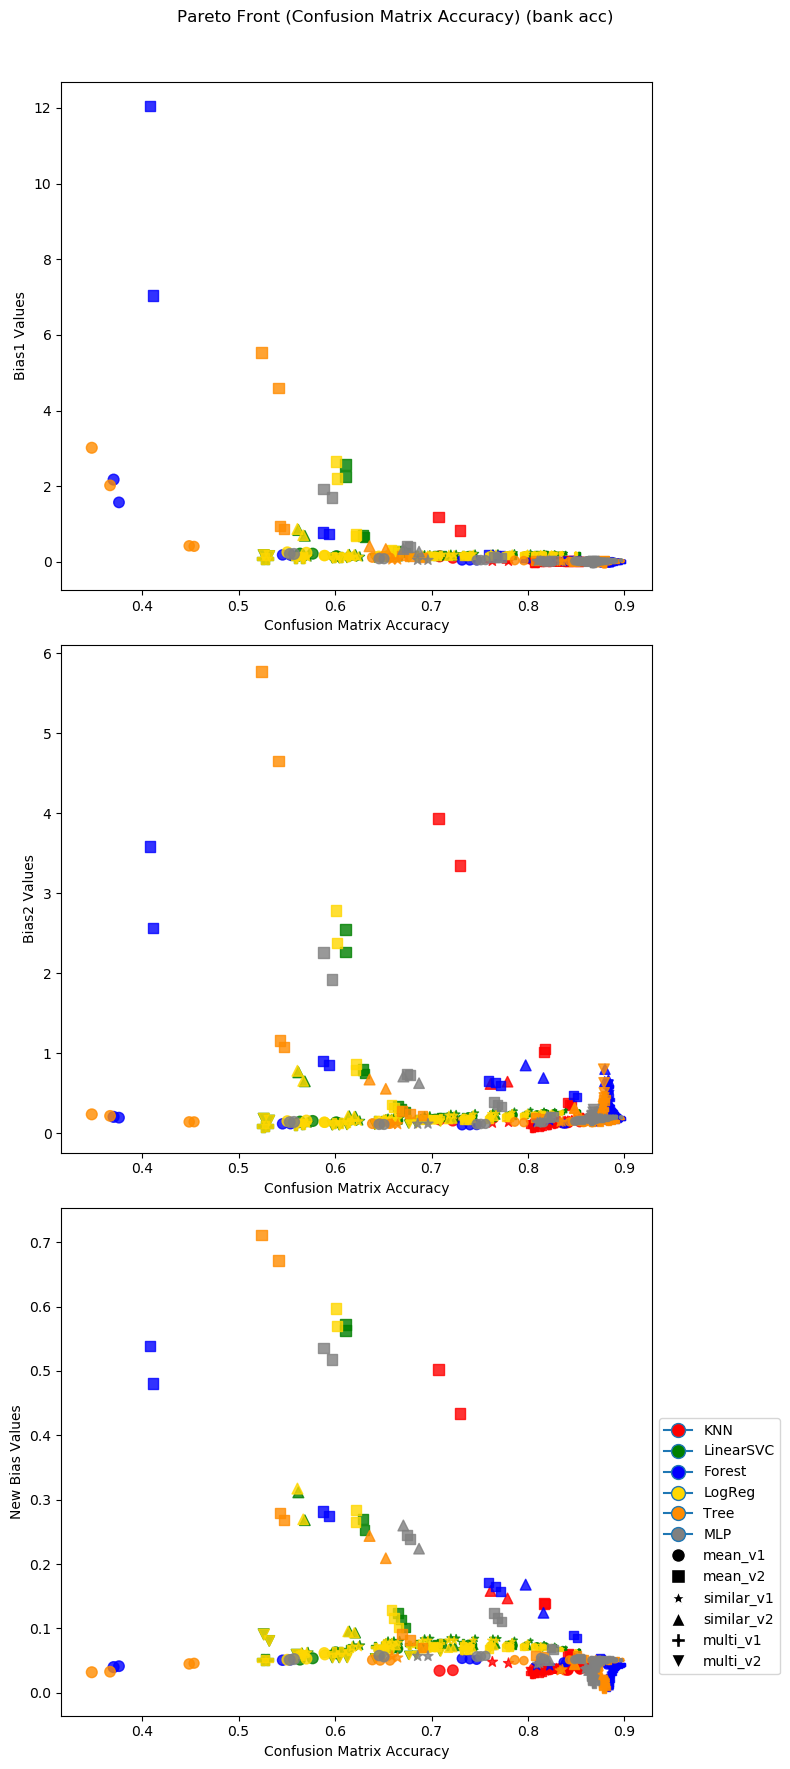 Pareto Front (Confusion Matrix Accuracy) (bank acc)
12
10
8
6
4
2
0
Bias1 Values
0.4 0.5 0.6 0.7 0.8 0.9
Confusion Matrix Accuracy
6
5
4
3
2
1
0
Bias2 Values
0.4 0.5 0.6 0.7 0.8 0.9
Confusion Matrix Accuracy
0.7
0.6
0.5
0.4
0.3
0.2
0.1
0.0
New Bias Values
0.4 0.5 0.6 0.7 0.8 0.9
Confusion Matrix Accuracy
KNN
LinearSVC
Forest
LogReg
Tree
MLP
mean_v1
mean_v2
similar_v1
similar_v2
multi_v1
multi_v2